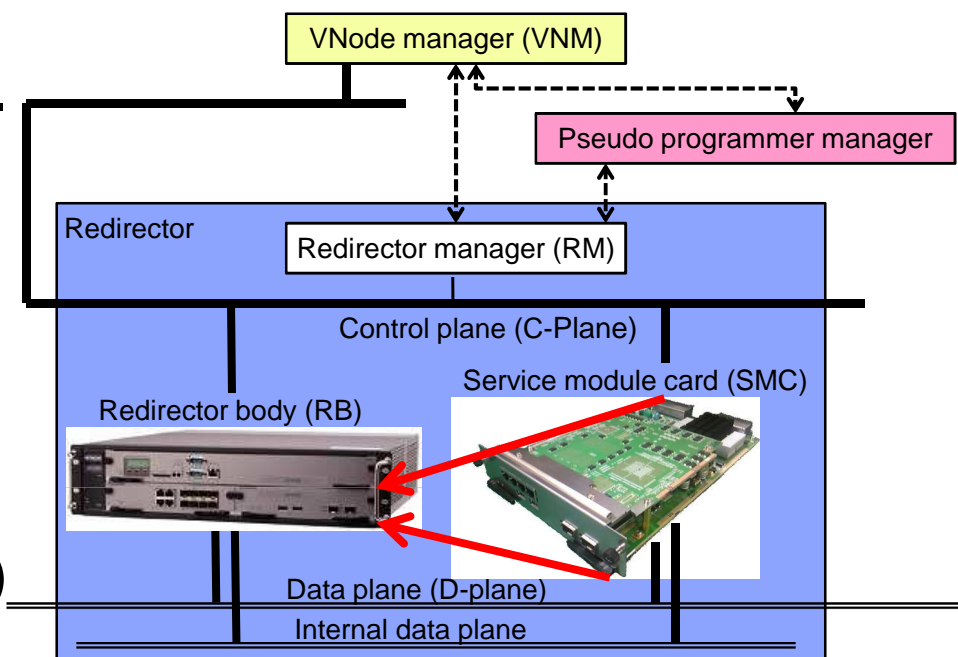 VNode manager (VNM)
Pseudo programmer manager
Redirector
Redirector manager (RM)
Control plane (C-Plane)
Service module card (SMC)
Redirector body (RB)
Data plane (D-plane)
)
Internal data plane